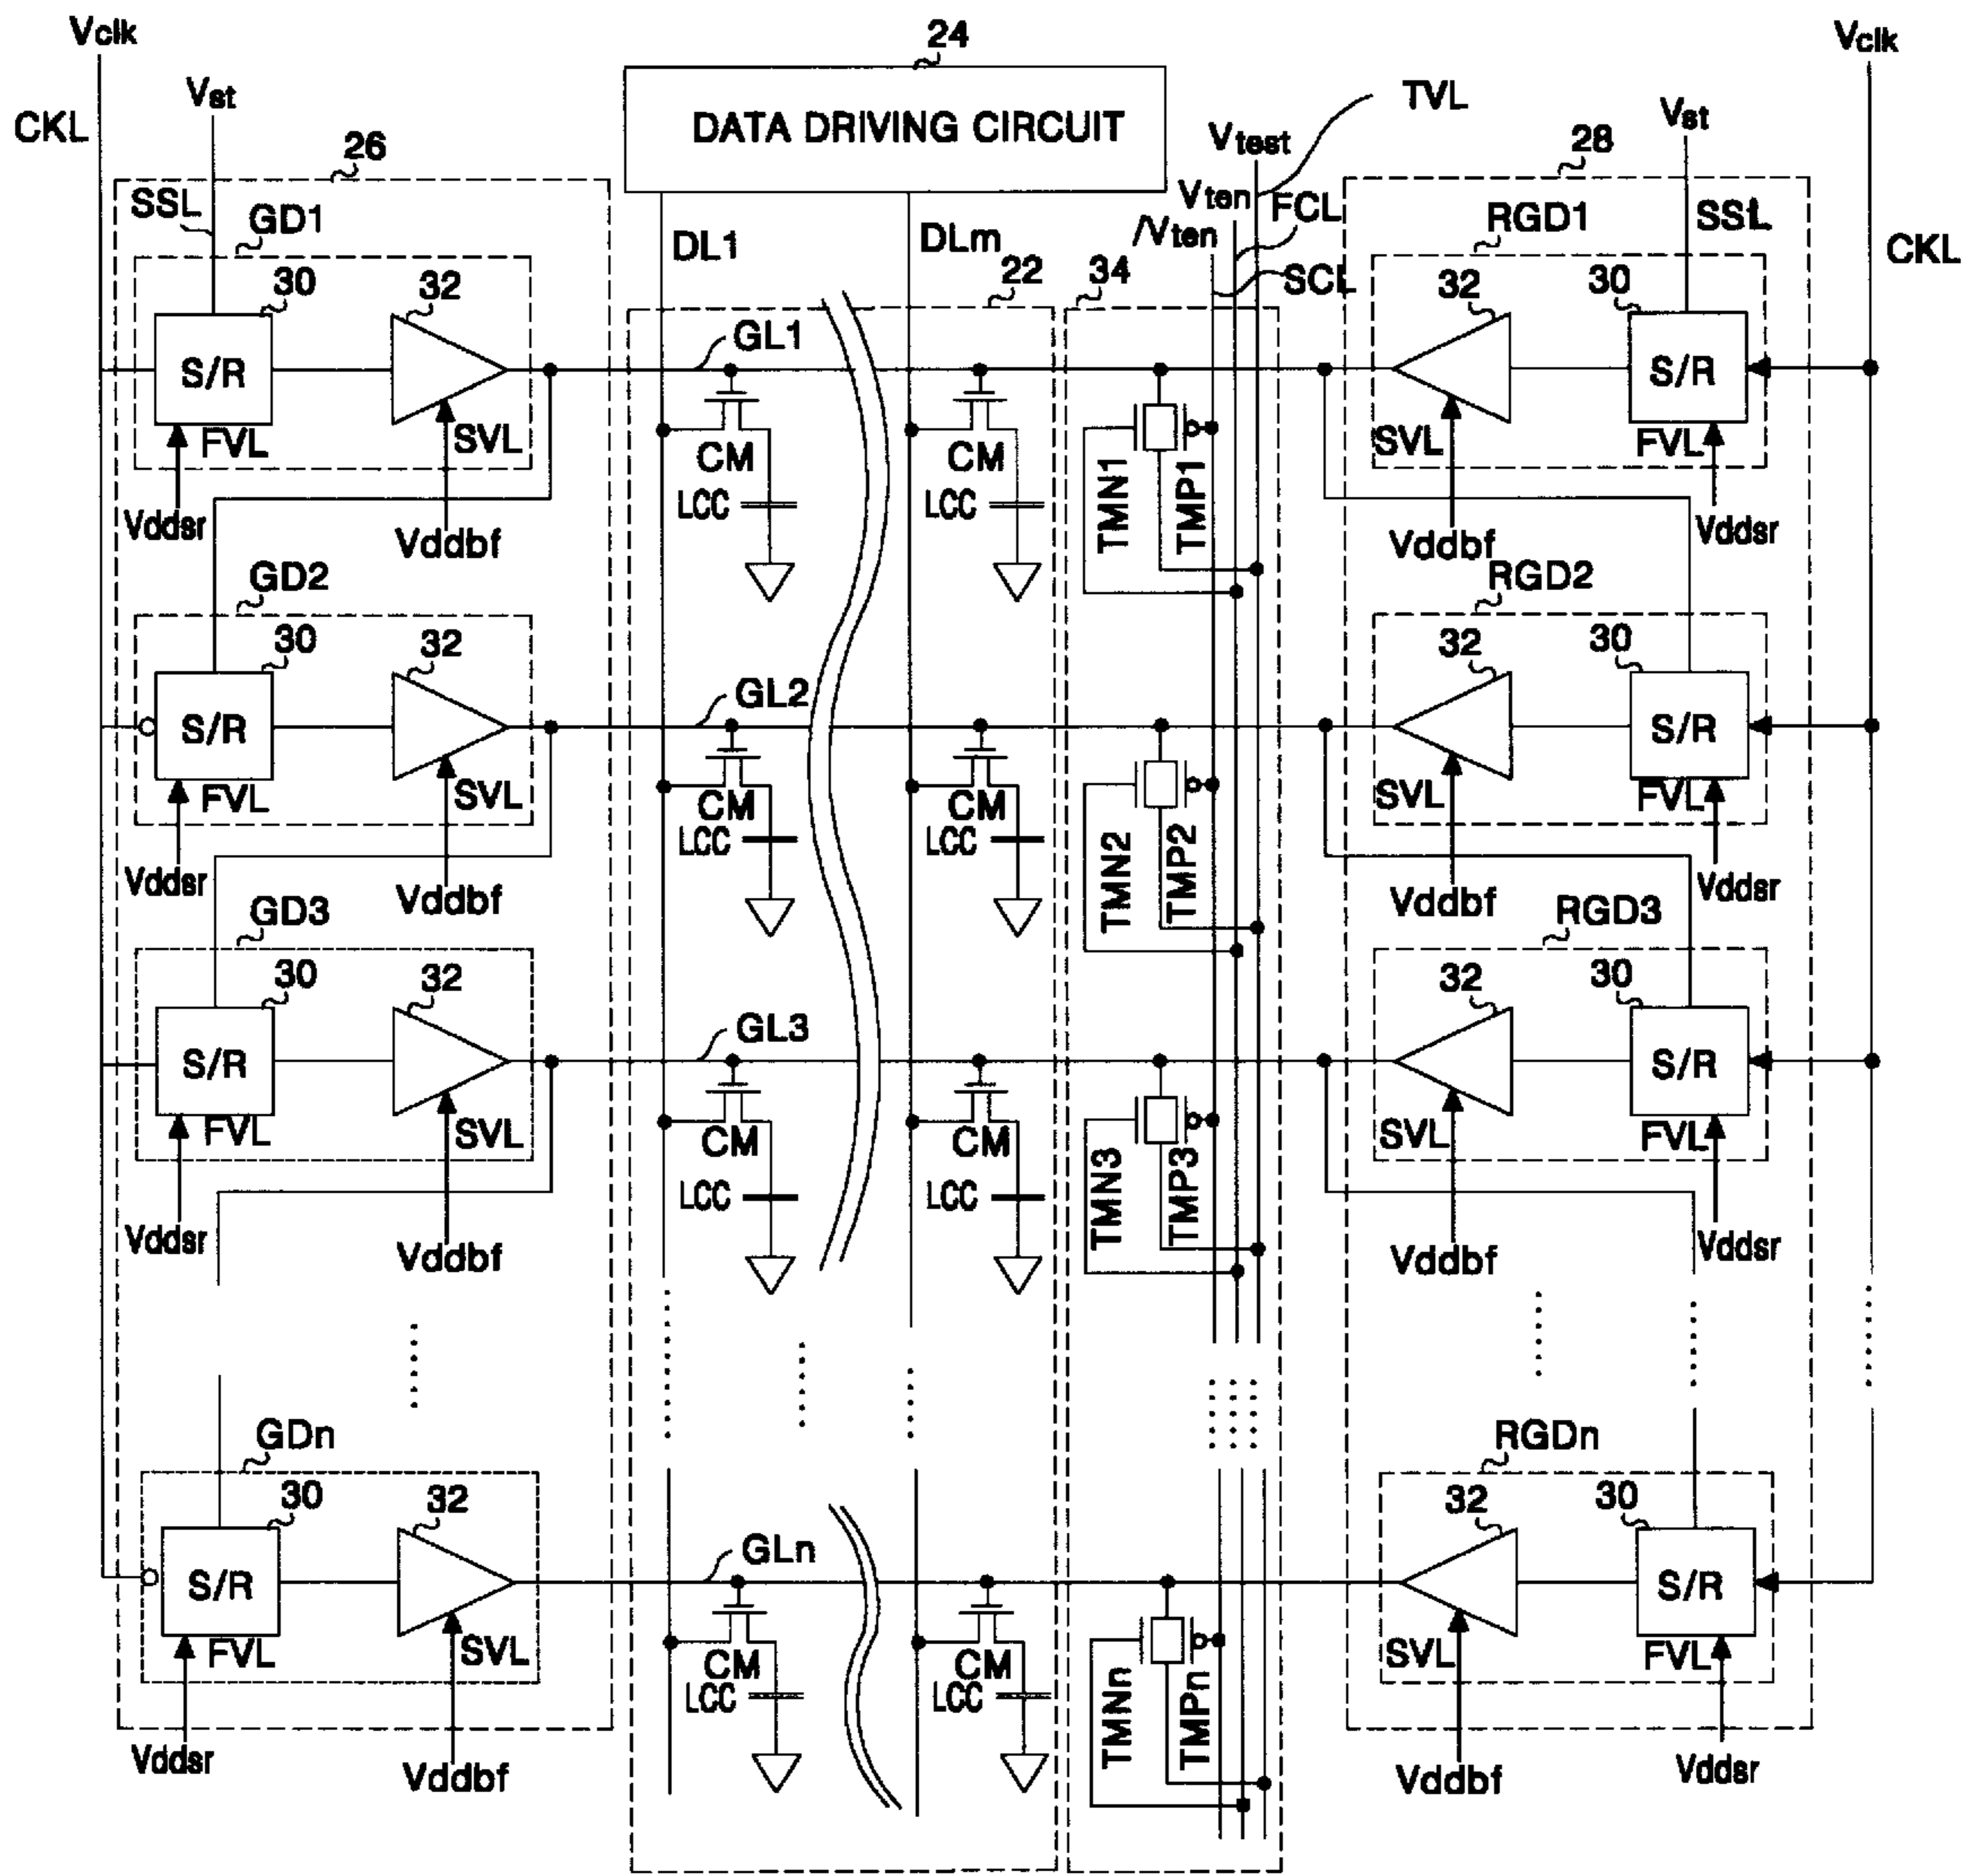 Vclk
24
Vclk
Vst
TVL
Vst
CKL
DATA DRIVING CIRCUIT
Vtest
26
28
SSL
GD1
Vten
FCL
RGD1
SSL
DL1
DLm
/Vten
CKL
30
32
22
34
SCL
32
30
GL1
S/R
S/R
FVL
SVL
CM
CM
TMN1
TMP1
SVL
FVL
LCC
LCC
Vddsr
Vddbf
Vddbf
Vddsr
GD2
RGD2
30
32
32
30
GL2
S/R
S/R
FVL
SVL
CM
CM
SVL
FVL
LCC
LCC
TMN2
TMP2
Vddsr
Vddbf
Vddbf
Vddsr
GD3
RGD3
30
32
32
30
GL3
S/R
S/R
FVL
SVL
CM
CM
SVL
FVL
LCC
LCC
TMN3
TMP3
Vddsr
Vddbf
Vddbf
Vddsr
GDn
RGDn
30
32
32
30
GLn
S/R
S/R
FVL
SVL
CM
CM
SVL
FVL
LCC
LCC
TMNn
TMPn
Vddsr
Vddbf
Vddbf
Vddsr